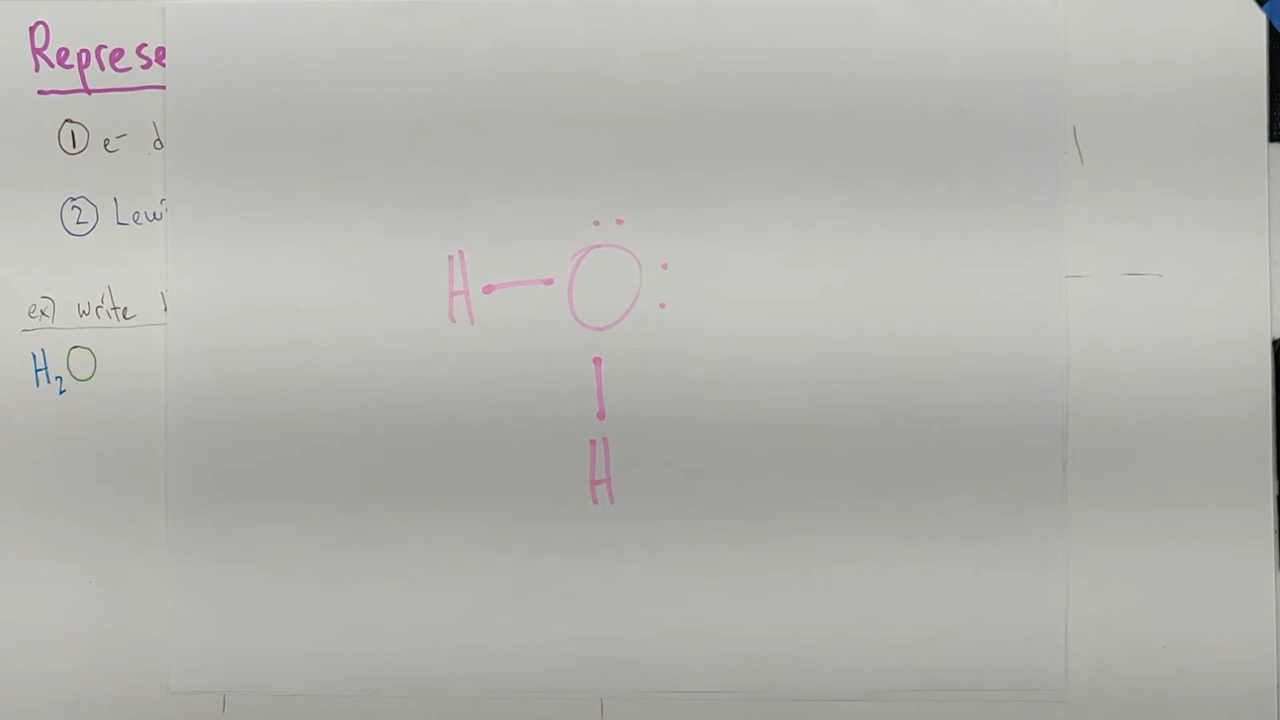 Represe
① e⁻ d
② Lew
ex) write
H₂O
H — O
H